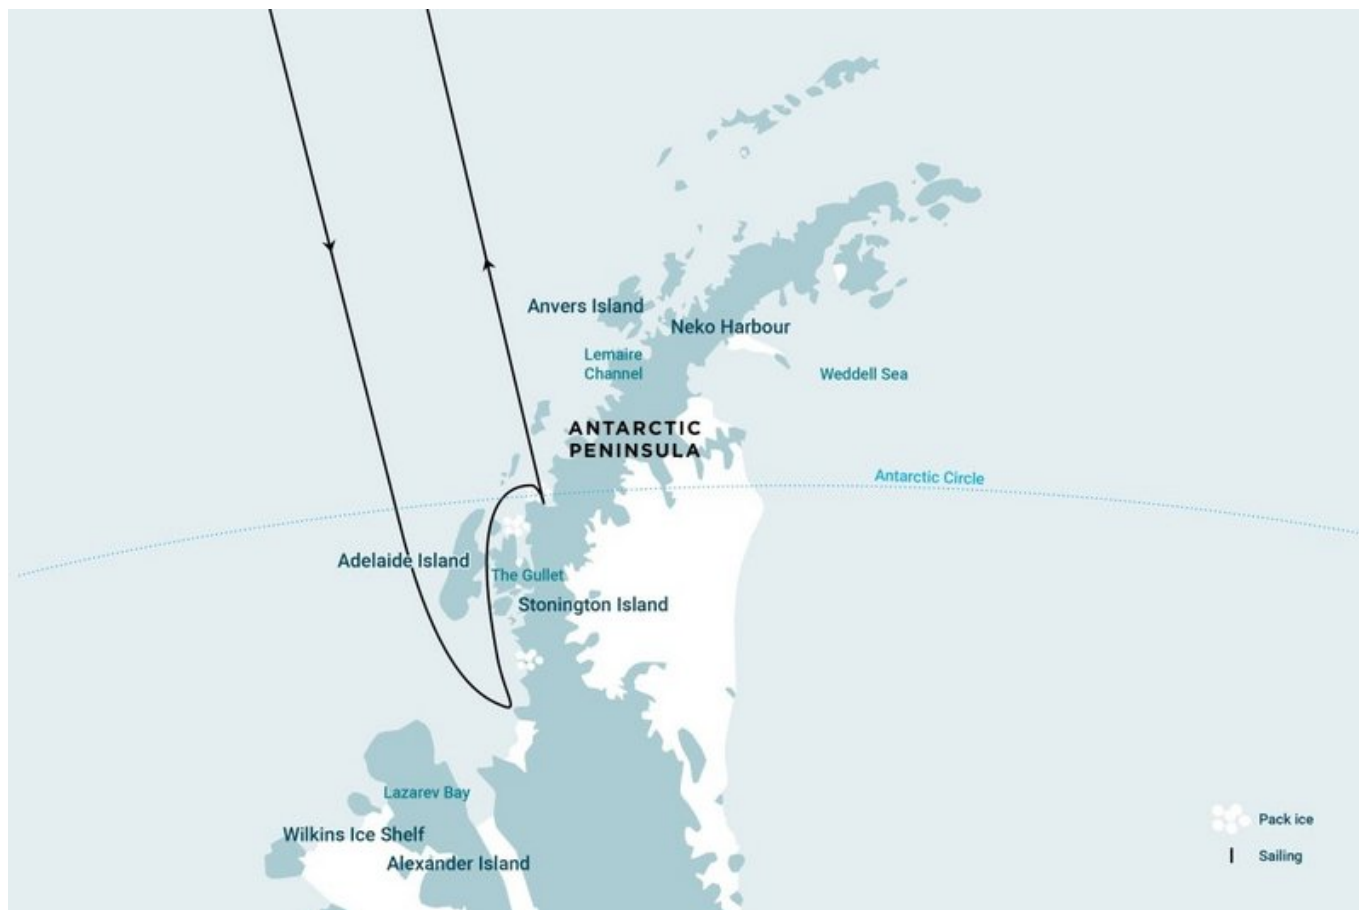 Anvers Island
Neko Harbour
Lemaire
Channel
Weddell Sea
ANTARCTIC
PENINSULA
Antarctic Circle
Adelaide Island
The Gullet
Stonington Island
Lazarev Bay
Wilkins Ice Shelf
Alexander Island
Pack ice
Sailing